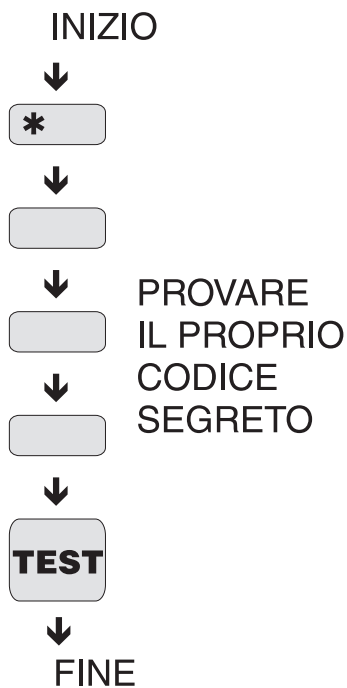 INIZIO
*
PROVARE
IL PROPRIO
CODICE
SEGRETO
TEST
FINE